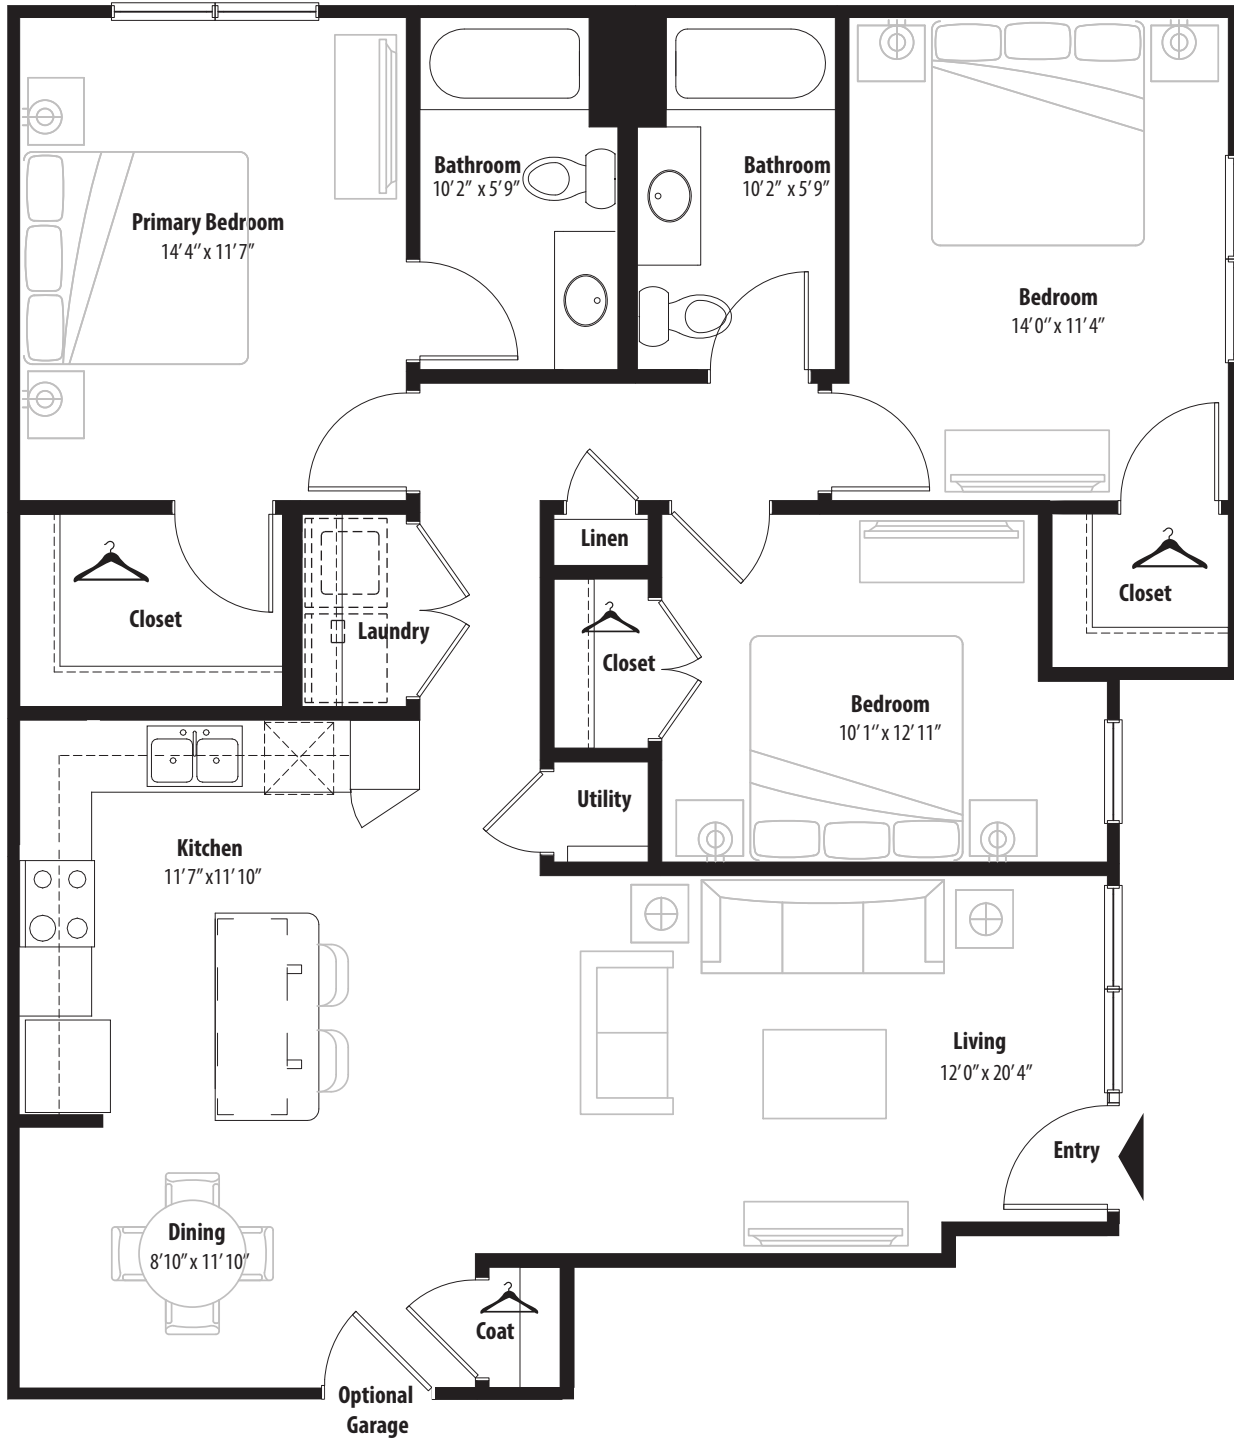 Bathroom
10'2" x 5'9"
Bathroom
10'2" x 5'9"
Primary Bedroom
14'4" x 11'7"
Bedroom
14'0" x 11'4"
Linen
Closet
Closet
Laundry
Closet
Bedroom
10'1" x 12'11"
Utility
Kitchen
11'7"x11'10"
Living
12'0" x 20'4"
Entry
Dining
8'10" x 11'10"
Coat
Optional
Garage